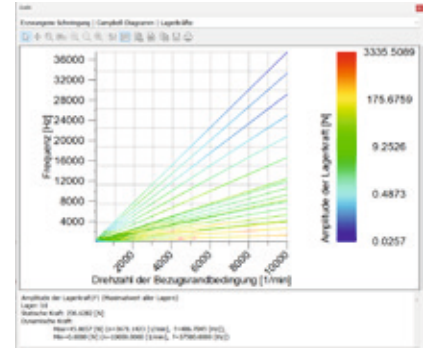 Erzwungene Schwingung | Campbell Diagramm | Lagerkräfte
36000
32000
28000
24000
20000
16000
12000
8000
4000
Frequenz [Hz]
2000
4000
6000
8000
10000
Drehzahl der Bezugsrandbedingung [1/min]
3335.5089
175.6759
9.2526
0.4873
0.0257
Amplitude der Lagerkraft [N]
Amplitude der Lagerkraft(F) (Maximalwert aller Lager)
Statische Kraft:
Dynamische Kraft: